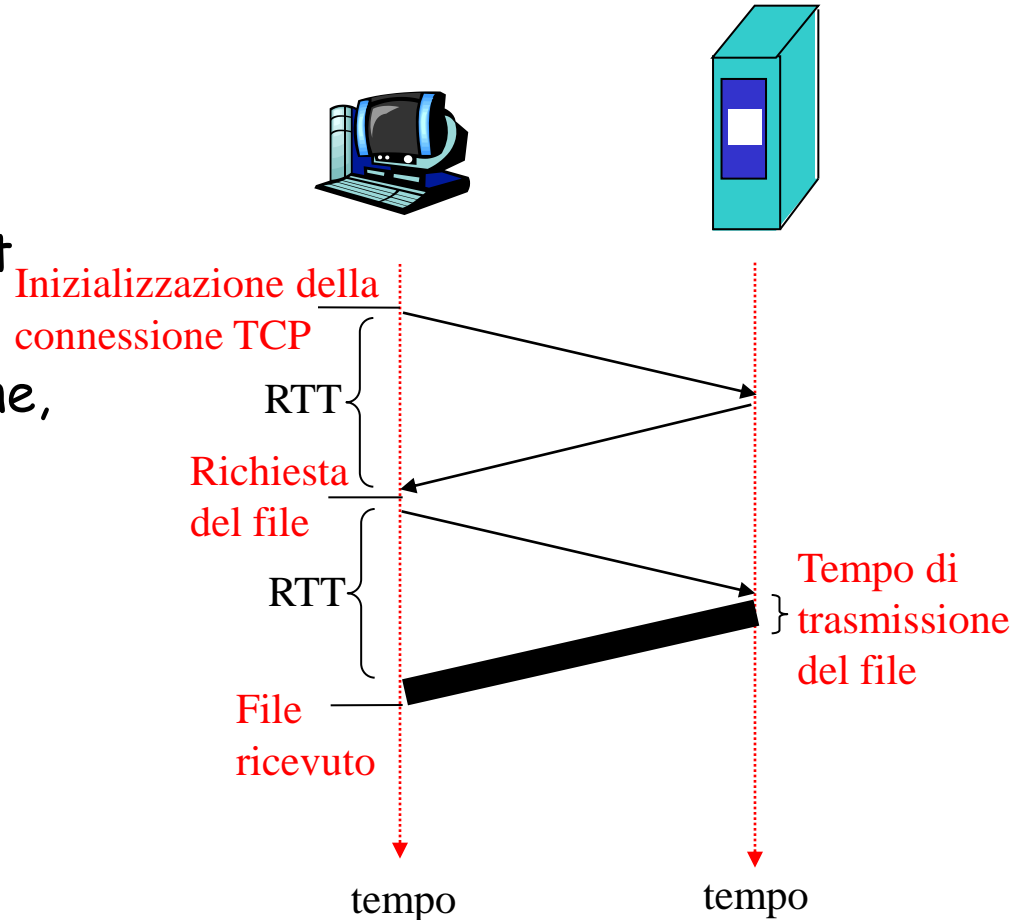 Inizializzazione della
connessione TCP
RTT
Richiesta
del file
RTT
Tempo di
trasmissione
del file
File
ricevuto
tempo
tempo